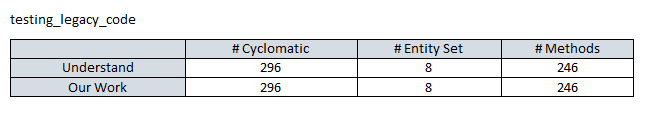 testing_legacy_code
# Cyclomatic # Entity Set # Methods
Understand 296 8 246
Our Work 296 8 246